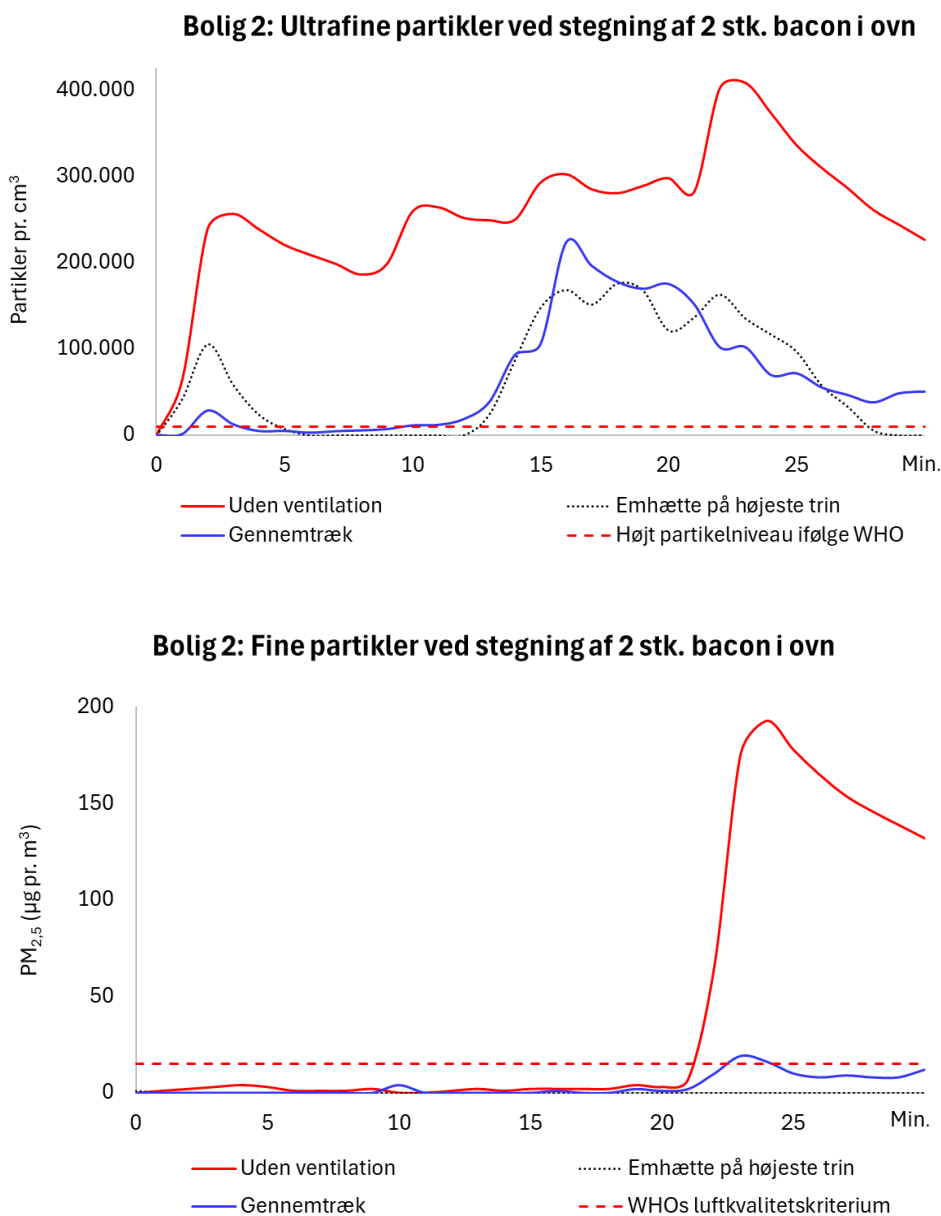 Bolig 2: Ultrafine partikler ved stegning af 2 stk. bacon i ovn
Partikler pr. cm³
400.000
300.000
200.000
100.000
0
0 5 10 15 20 25 Min.
Uden ventilation
Emhætte på højeste trin
Gennemtræk
Højt partikelniveau ifølge WHO
Bolig 2: Fine partikler ved stegning af 2 stk. bacon i ovn
PM₂,₅ (µg pr. m³)
200
150
100
50
0
0 5 10 15 20 25 Min.
Uden ventilation
Emhætte på højeste trin
Gennemtræk
WHOs luftkvalitetskriterium